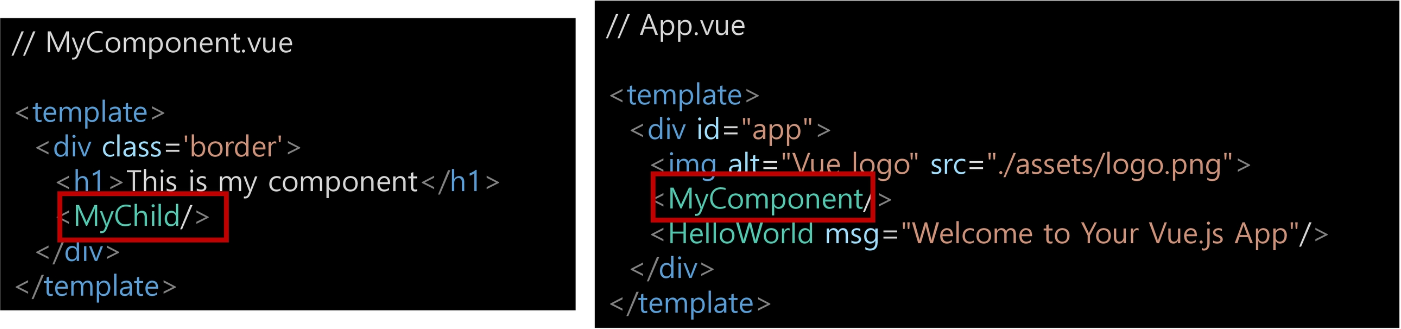 // MyComponent.vue
<template>
<div class='border'>
<h1>This is my component</h1>
<MyChild/>
</div>
</template>
// App.vue
<template>
<div id="app">
<img alt="Vue logo" src="./assets/logo.png">
<MyComponent/>
<HelloWorld msg="Welcome to Your Vue.js App"/>
</div>
</template>